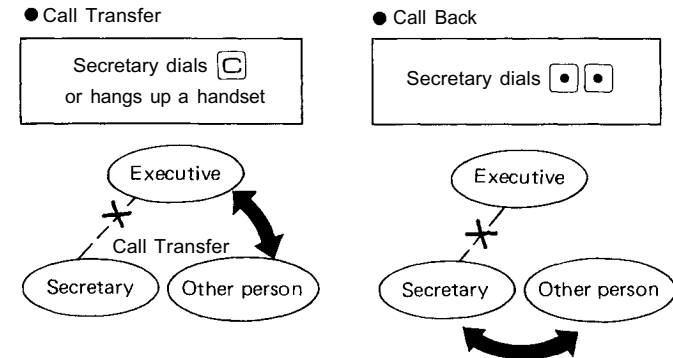 ● Call Transfer
Secretary dials [C]
or hangs up a handset
Executive
Call Transfer
Secretary
Other person
● Call Back
Secretary dials [•] [•]
Executive
Secretary
Other person